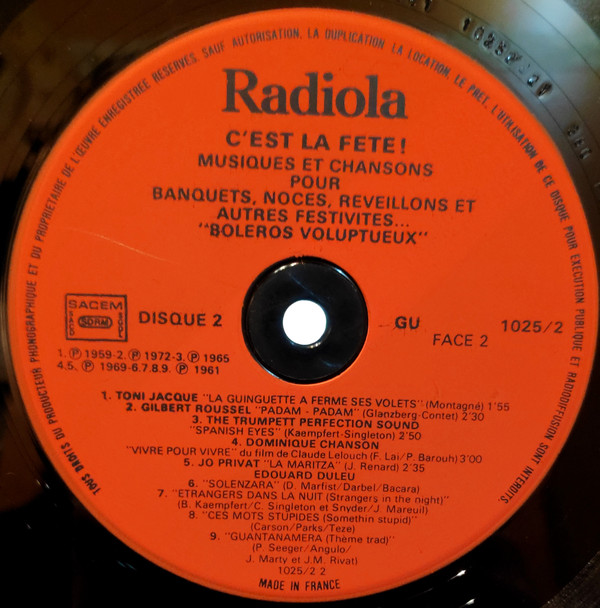 TOUS DROITS DU PRODUCTEUR PHONOGRAPHIQUE ET DU PROPRIETAIRE DE L'ŒUVRE ENREGISTREE RESERVES. SAUF AUTORISATION, LA DUPLICATION, LA LOCATION, LE PRET, L'UTILISATION DE CE DISQUE POUR EXECUTION PUBLIQUE ET RADIODIFFUSION SONT INTERDITS.
Radiola
C'EST LA FETE!
MUSIQUES ET CHANSONS
POUR
BANQUETS, NOCES, REVEILLONS ET
AUTRES FESTIVITES...
"BOLEROS VOLUPTUEUX"
SACEM
SACD SDRM SGDL
DISQUE 2
GU
FACE 2
1025/2
1. ℗ 1959-2. ℗ 1972-3. ℗ 1965
4.5. ℗ 1969-6.7.8.9. ℗ 1961
1. TONI JACQUE "LA GUINGUETTE A FERME SES VOLETS" (Montagné) 1'55
2. GILBERT ROUSSEL "PADAM - PADAM" (Glanzberg-Contet) 2'30
3. THE TRUMPETT PERFECTION SOUND
"SPANISH EYES" (Kaempfert-Singleton) 2'50
4. DOMINIQUE CHANSON
"VIVRE POUR VIVRE" du film de Claude Lelouch (F. Lai/P. Barouh) 3'00
5. JO PRIVAT "LA MARITZA" (J. Renard) 2'35
EDOUARD DULEU
6. "SOLENZARA" (D. Marfist/Darbel/Bacara)
7. "ETRANGERS DANS LA NUIT (Strangers in the night)"
(B. Kaempfert/C. Singleton et Snyder/J. Mareuil)
8. "CES MOTS STUPIDES (Somethin stupid)"
(Carson/Parks/Teze)
9. "GUANTANAMERA (Thème trad)"
(P. Seeger/Angulo/
J. Marty et J.M. Rivat)
1025/2 2
MADE IN FRANCE